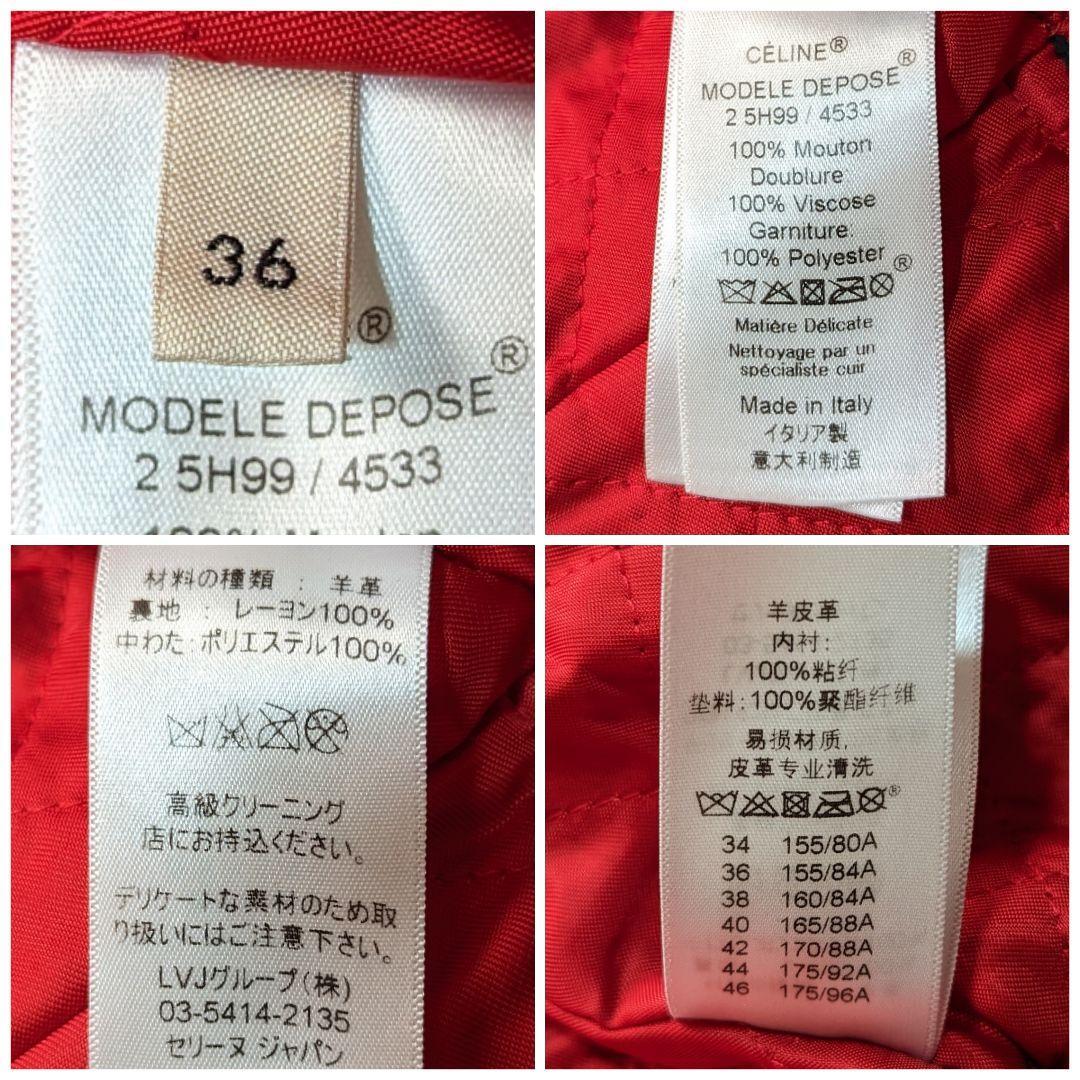 36
®
MODELE DEPOSE®
2 5H99 / 4533
CÉLINE®
MODELE DEPOSE®
2 5H99 / 4533
100% Mouton
Doublure
100% Viscose
Garniture
100% Polyester
®
Matière Délicate
Nettoyage par un
spécialiste cuir
Made in Italy
イタリア製
意大利制造
材料の種類 : 羊革
裏地 : レーヨン100%
中わた:ポリエステル100%
高級クリーニング
店にお持込ください。
デリケートな素材のため取
り扱いにはご注意下さい。
LVJグループ(株)
03-5414-2135
セリーヌ ジャパン
羊皮革
内衬:
100%粘纤
垫料:100%聚酯纤维
易损材质,
皮革专业清洗
®
34 155/80A
36 155/84A
38 160/84A
40 165/88A
42 170/88A
44 175/92A
46 175/96A